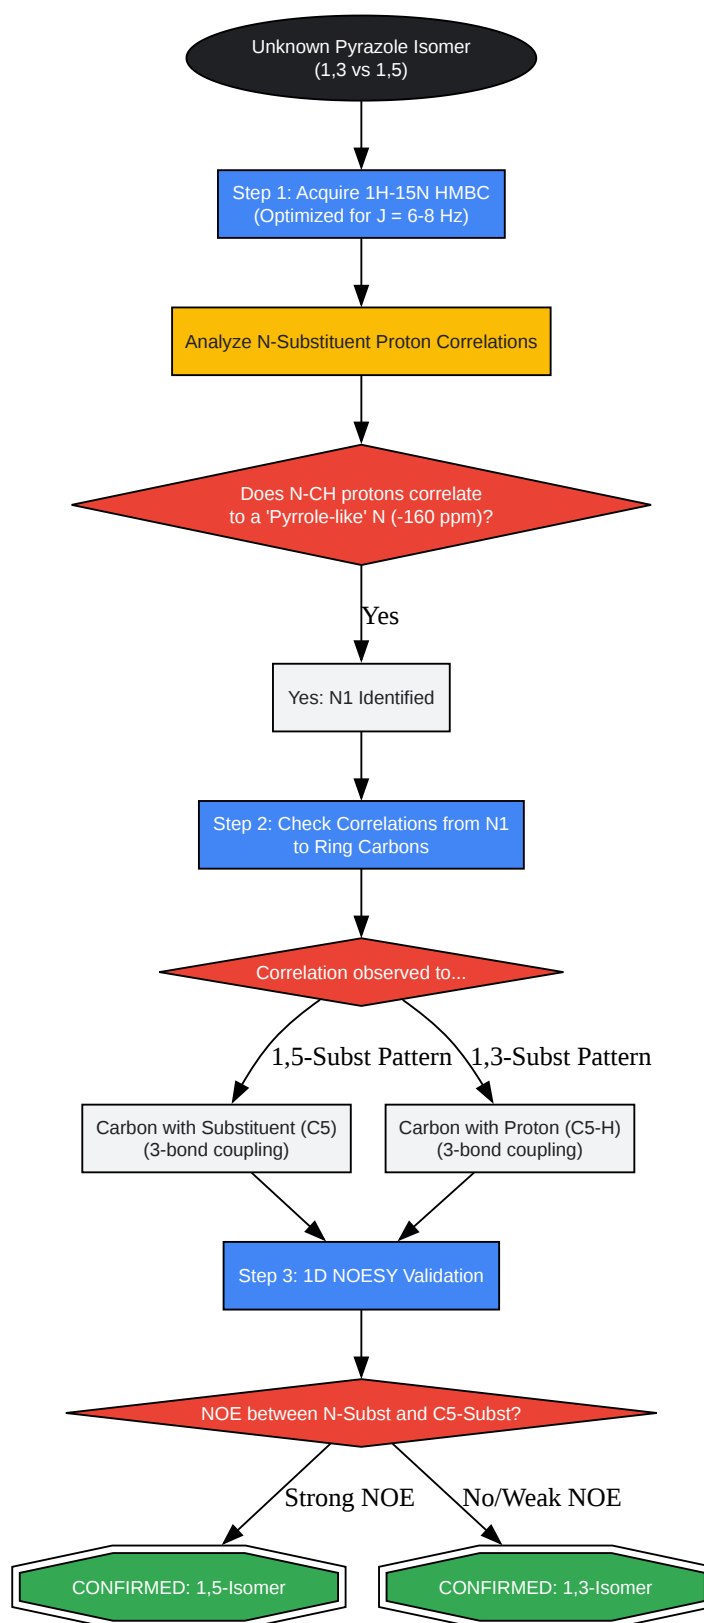 Unknown Pyrazole Isomer
(1,3 vs 1,5)
Step 1: Acquire 1H-15N HMBC
(Optimized for J = 6-8 Hz)
Analyze N-Substituent Proton Correlations
Does N-CH protons correlate
to a 'Pyrrole-like' N (-160 ppm)?
Yes
Yes: N1 Identified
Step 2: Check Correlations from N1
to Ring Carbons
Correlation observed to...
1,5-Subst Pattern
1,3-Subst Pattern
Carbon with Substituent (C5)
(3-bond coupling)
Carbon with Proton (C5-H)
(3-bond coupling)
Step 3: 1D NOESY Validation
NOE between N-Subst and C5-Subst?
Strong NOE
No/Weak NOE
CONFIRMED: 1,5-Isomer
CONFIRMED: 1,3-Isomer